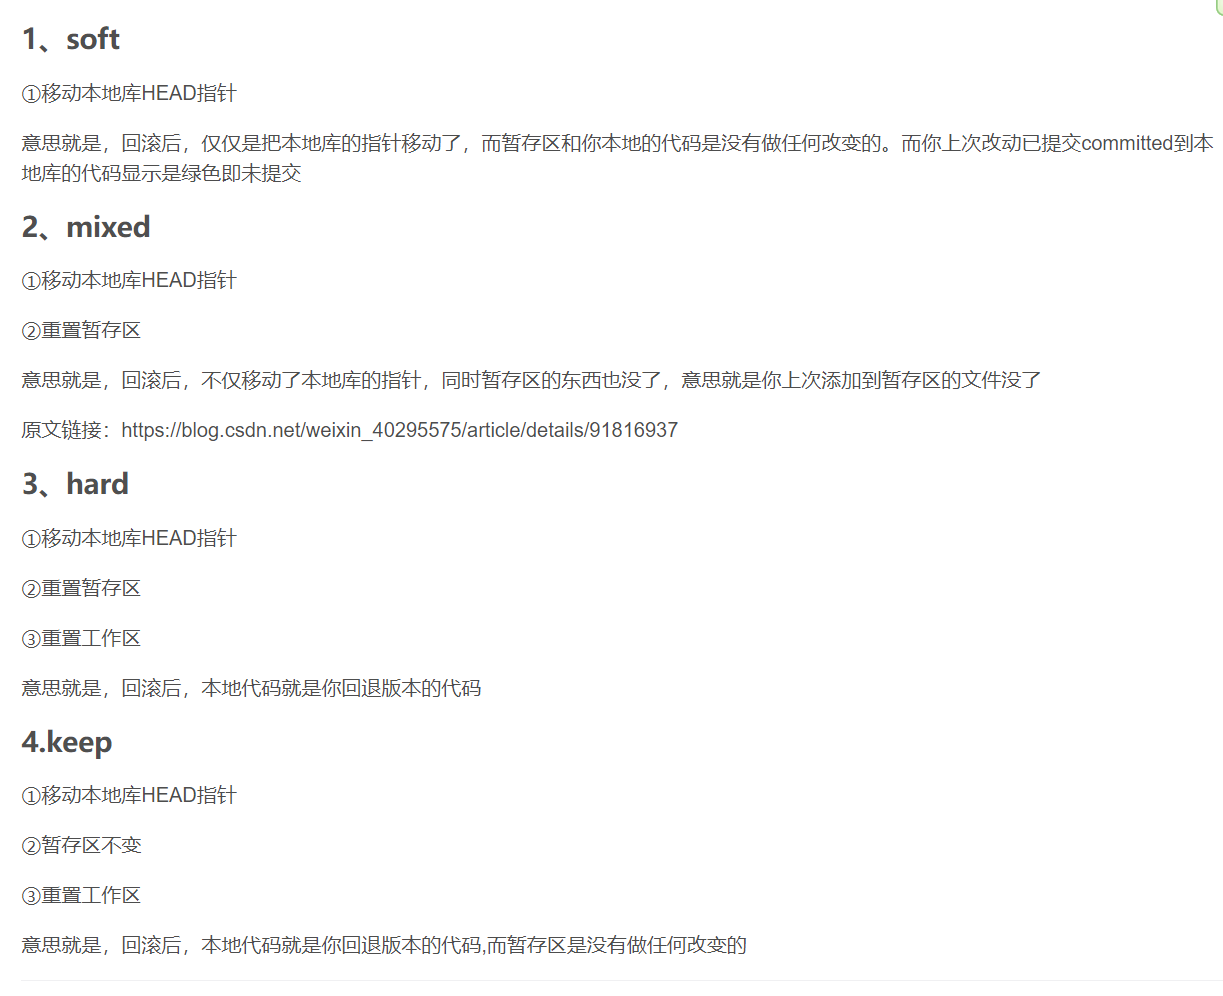 1、soft
①移动本地库HEAD指针
意思就是，回滚后，仅仅是把本地库的指针移动了，而暂存区和你本地的代码是没有做任何改变的。而你上次改动已提交committed到本
地库的代码显示是绿色即未提交
2、mixed
①移动本地库HEAD指针
②重置暂存区
意思就是，回滚后，不仅移动了本地库的指针，同时暂存区的东西也没了，意思就是你上次添加到暂存区的文件没了
原文链接：https://blog.csdn.net/weixin_40295575/article/details/91816937
3、hard
①移动本地库HEAD指针
②重置暂存区
③重置工作区
意思就是，回滚后，本地代码就是你回退版本的代码
4.keep
①移动本地库HEAD指针
②暂存区不变
③重置工作区
意思就是，回滚后，本地代码就是你回退版本的代码,而暂存区是没有做任何改变的